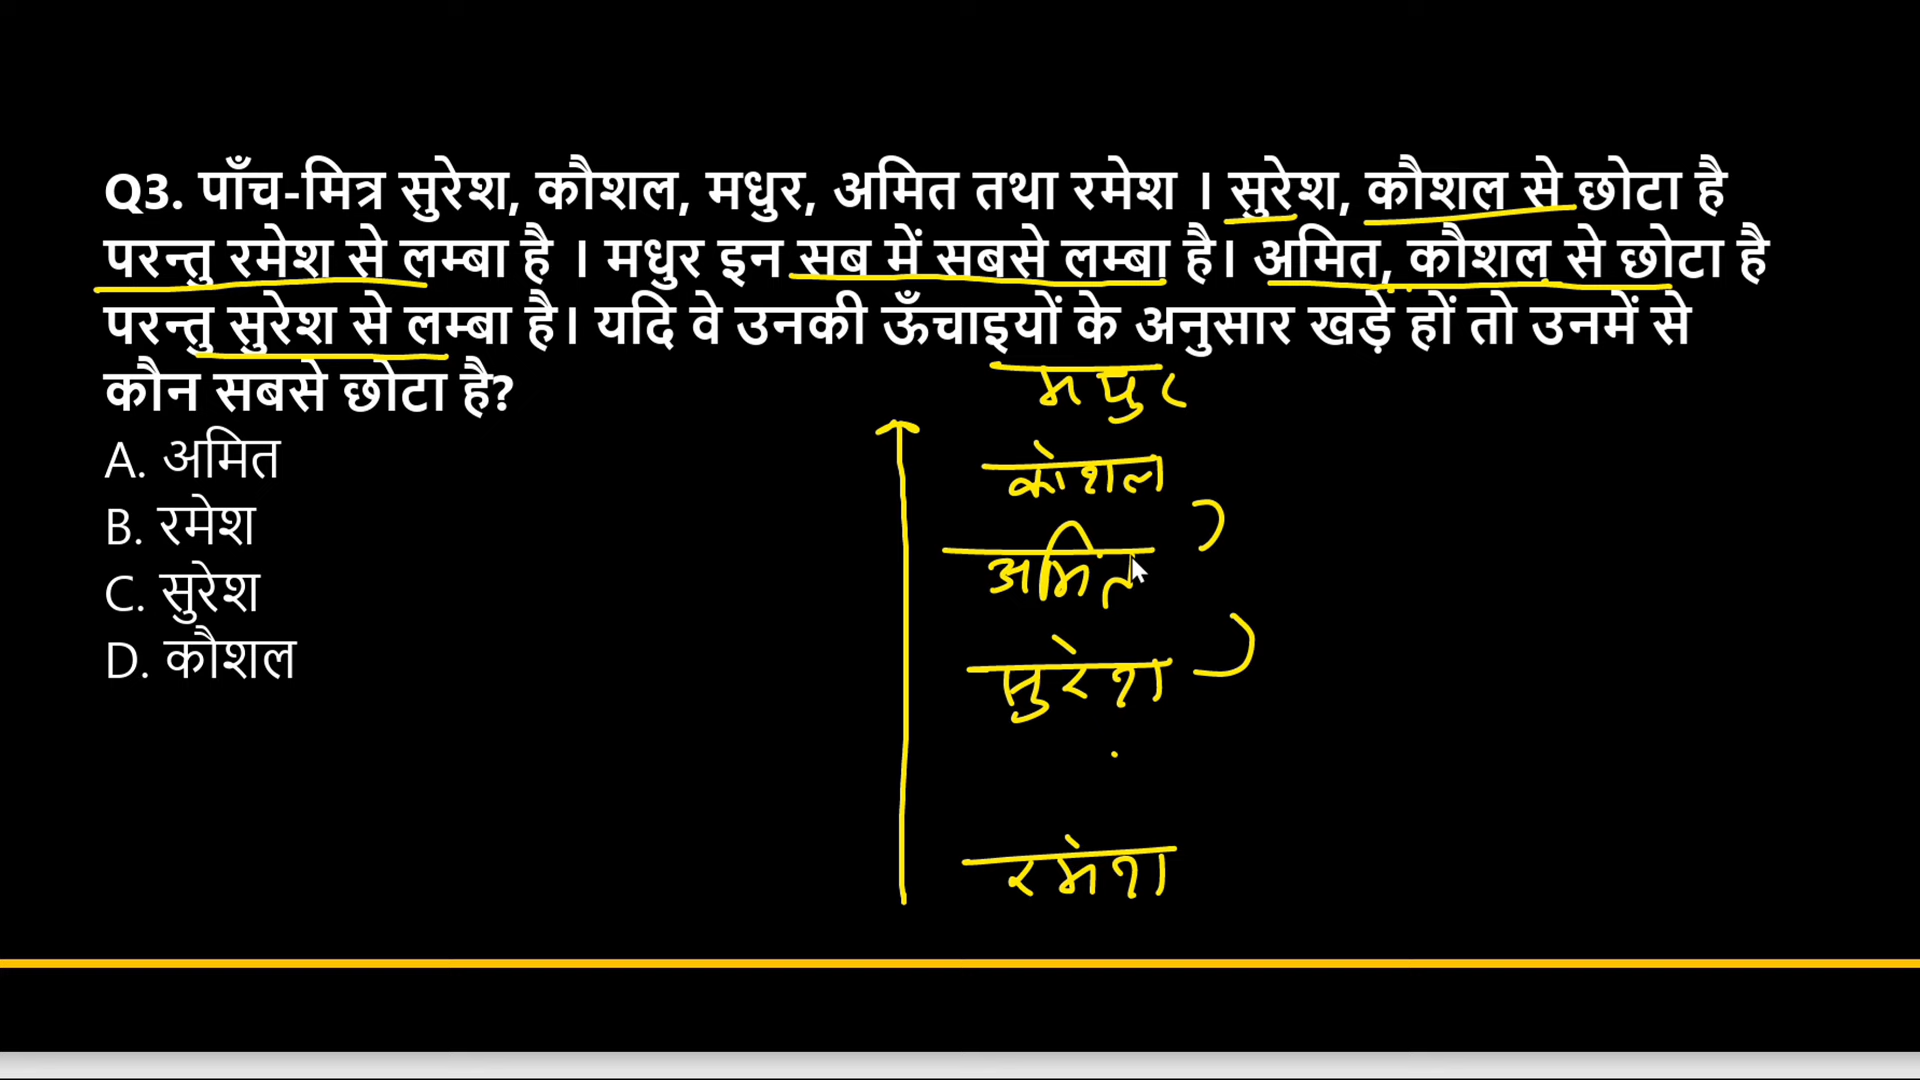 Q3. पाँच-मित्र सुरेश, कौशल, मधुर, अमित तथा रमेश । सुरेश, कौशल से छोटा है
परन्तु रमेश से लम्बा है । मधुर इन सब में सबसे लम्बा है। अमित, कौशल से छोटा है
परन्तु सुरेश से लम्बा है। यदि वे उनकी ऊँचाइयों के अनुसार खड़े हों तो उनमें से
कौन सबसे छोटा है?
A. अमित
B. रमेश
C. सुरेश
D. कौशल
मधुर
कोशल
अमित
सुरेश
रमेश